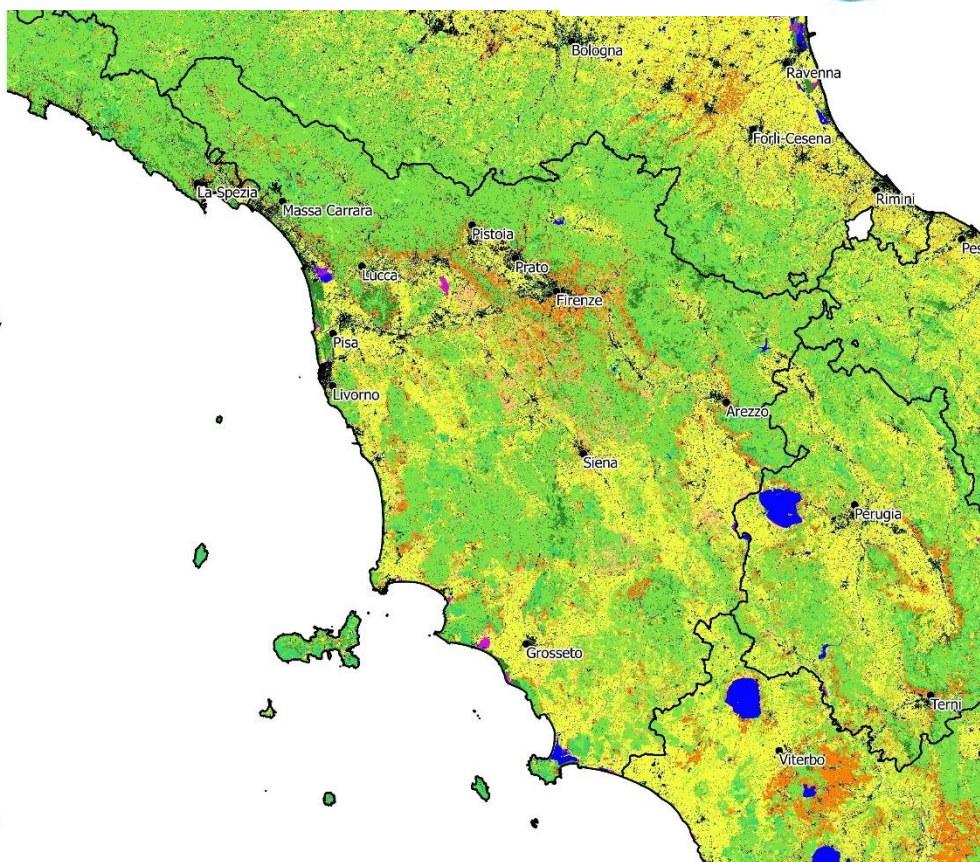 Bologna
Ravenna
Forlì-Cesena
Rimini
La Spezia
Massa Carrara
Pistoia
Pes
Prato
Lucca
Firenze
Pisa
Livorno
Arezzo
Siena
Perugia
Grosseto
Terni
Viterbo